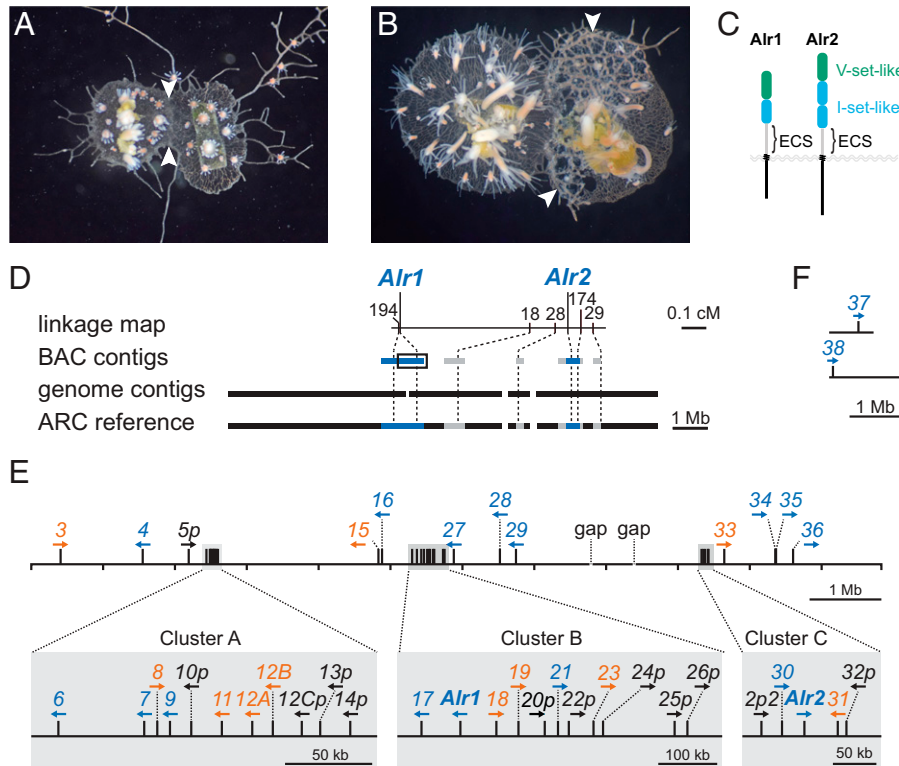 A
B
C
Alr1 Alr2
V-set-like
I-set-like
ECS
ECS
D
Alr1 Alr2
194 18 28 174 29
0.1 cM
linkage map
BAC contigs
genome contigs
ARC reference
1 Mb
F
37
38
1 Mb
E
3 4 5p 15 16 27 28 29 gap gap 33 34 35 36
1 Mb
Cluster A
6 7 8 9 10p 11 12A 12B 12Cp 13p 14p
50 kb
Cluster B
17 Alr1 18 19 20p 21 22p 23 24p 25p 26p
100 kb
Cluster C
2p2 30 Alr2 31 32p
50 kb